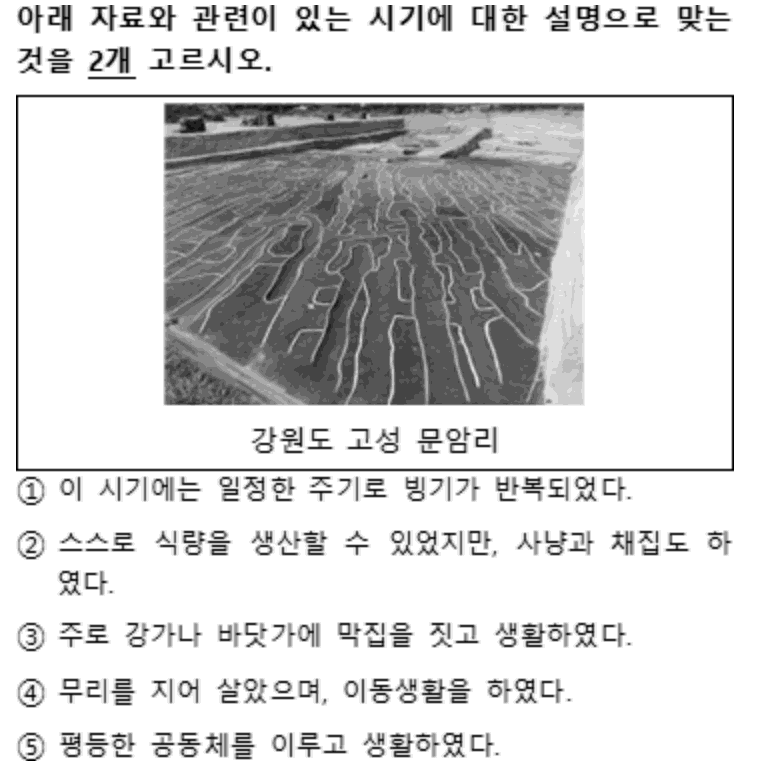 아래 자료와 관련이 있는 시기에 대한 설명으로 맞는
것을 2개 고르시오.
강원도 고성 문암리
① 이 시기에는 일정한 주기로 빙기가 반복되었다.
② 스스로 식량을 생산할 수 있었지만, 사냥과 채집도 하
였다.
③ 주로 강가나 바닷가에 막집을 짓고 생활하였다.
④ 무리를 지어 살았으며, 이동생활을 하였다.
⑤ 평등한 공동체를 이루고 생활하였다.